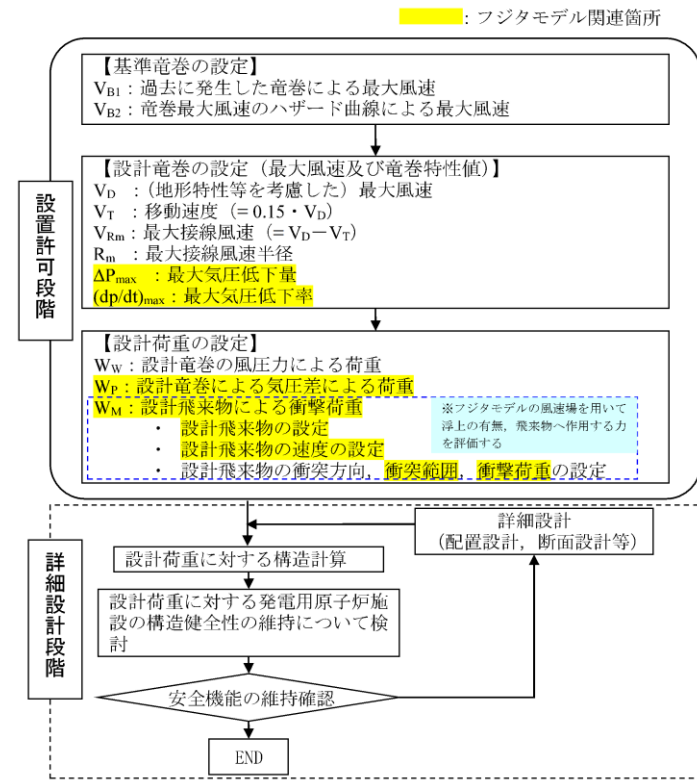 ：フジタモデル関連箇所
【基準竜巻の設定】
VB1：過去に発生した竜巻による最大風速
VB2：竜巻最大風速のハザード曲線による最大風速
【設計竜巻の設定（最大風速及び竜巻特性値）】
VD ：（地形特性等を考慮した）最大風速
VT ：移動速度（= 0.15・VD）
VRm：最大接線風速（= VD－VT）
Rm ：最大接線風速半径
ΔPmax ：最大気圧低下量
(dp/dt)max：最大気圧低下率
設置許可段階
【設計荷重の設定】
WW：設計竜巻の風圧力による荷重
WP：設計竜巻による気圧差による荷重
WM：設計飛来物による衝撃荷重
・ 設計飛来物の設定
・ 設計飛来物の速度の設定
・ 設計飛来物の衝突方向，衝突範囲，衝撃荷重の設定
※フジタモデルの風速場を用いて
浮上の有無，飛来物へ作用する力
を評価する
詳細設計
（配置設計，断面設計等）
設計荷重に対する構造計算
詳細設計段階
設計荷重に対する発電用原子炉施
設の構造健全性の維持について検
討
安全機能の維持確認
END